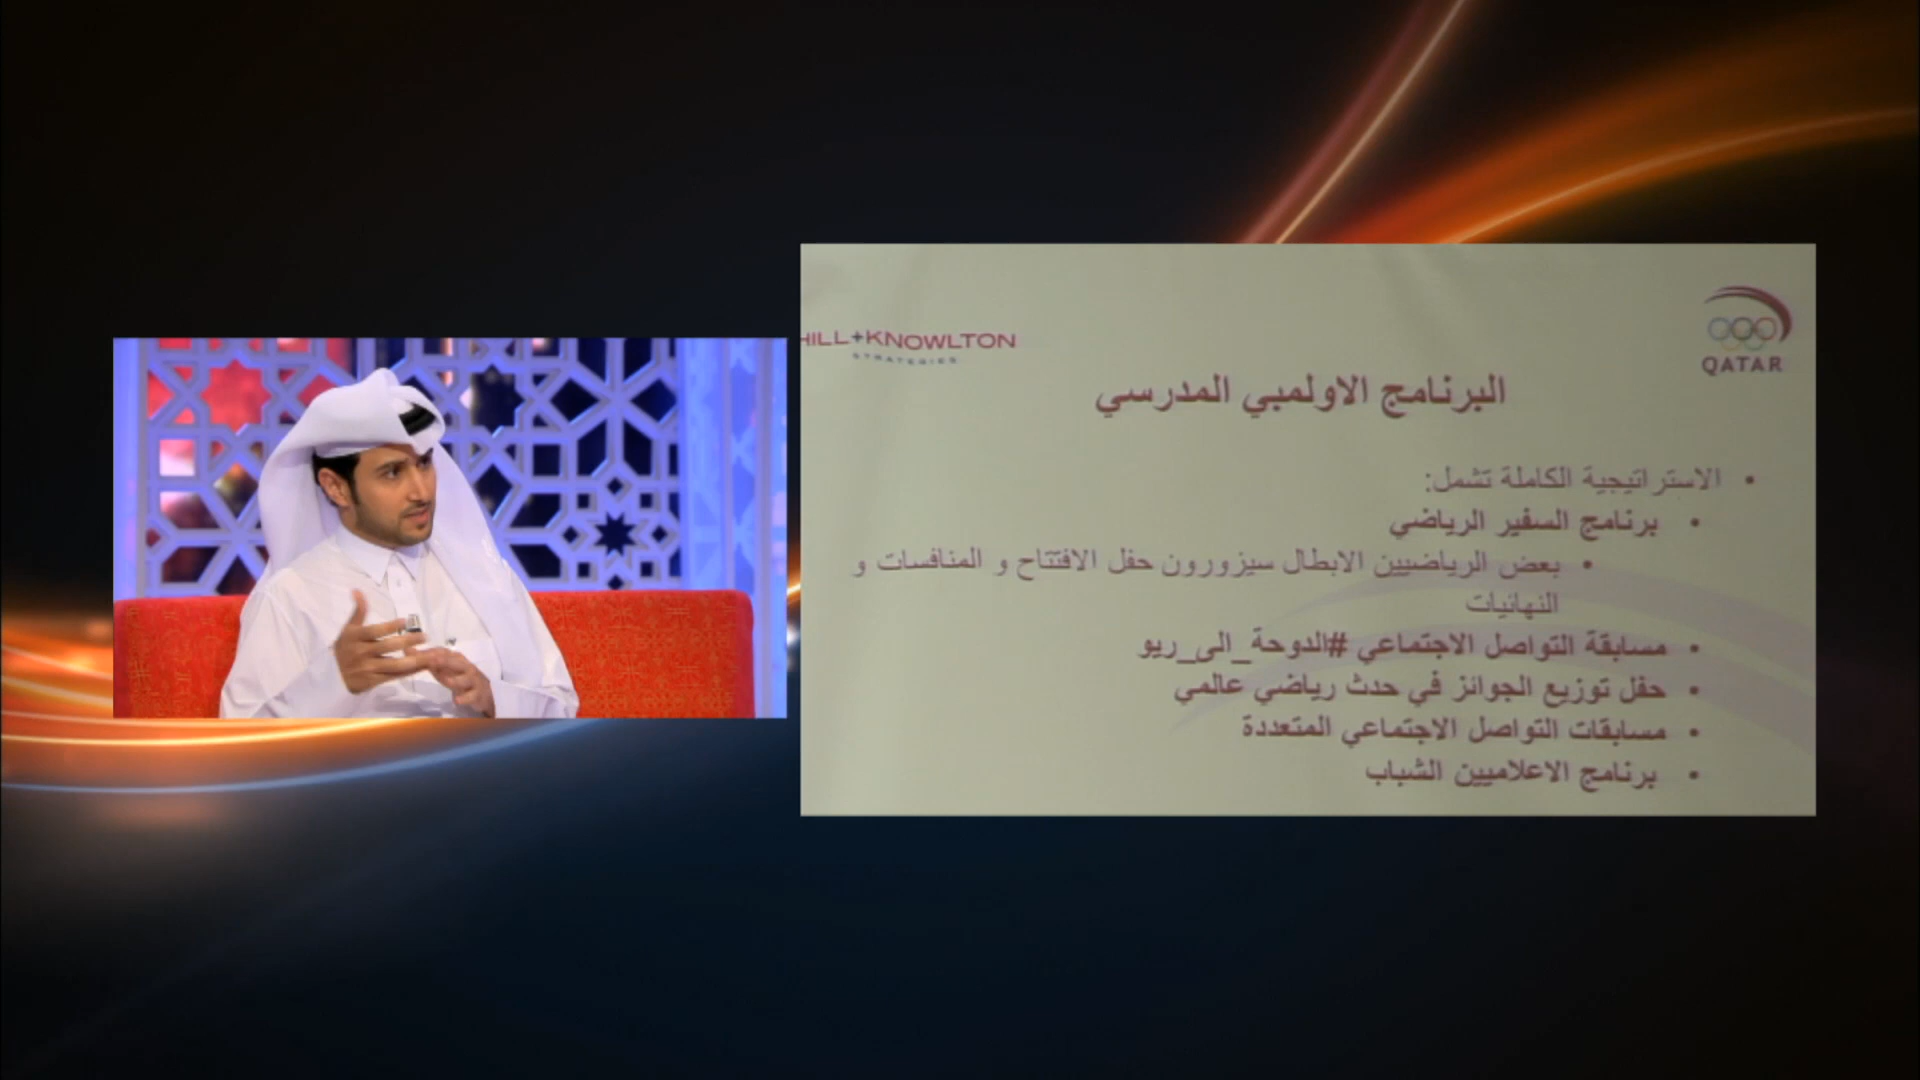 HILL+KNOWLTON
STRATEGIES
QATAR
البرنامج الاولمبي المدرسي
• الاستراتيجية الكاملة تشمل:
• برنامج السفير الرياضي
• بعض الرياضيين الابطال سيزورون حفل الافتتاح و المنافسات و
النهائيات
• مسابقة التواصل الاجتماعي #الدوحة_الى_ريو
• حفل توزيع الجوائز في حدث رياضي عالمي
• مسابقات التواصل الاجتماعي المتعددة
• برنامج الاعلاميين الشباب